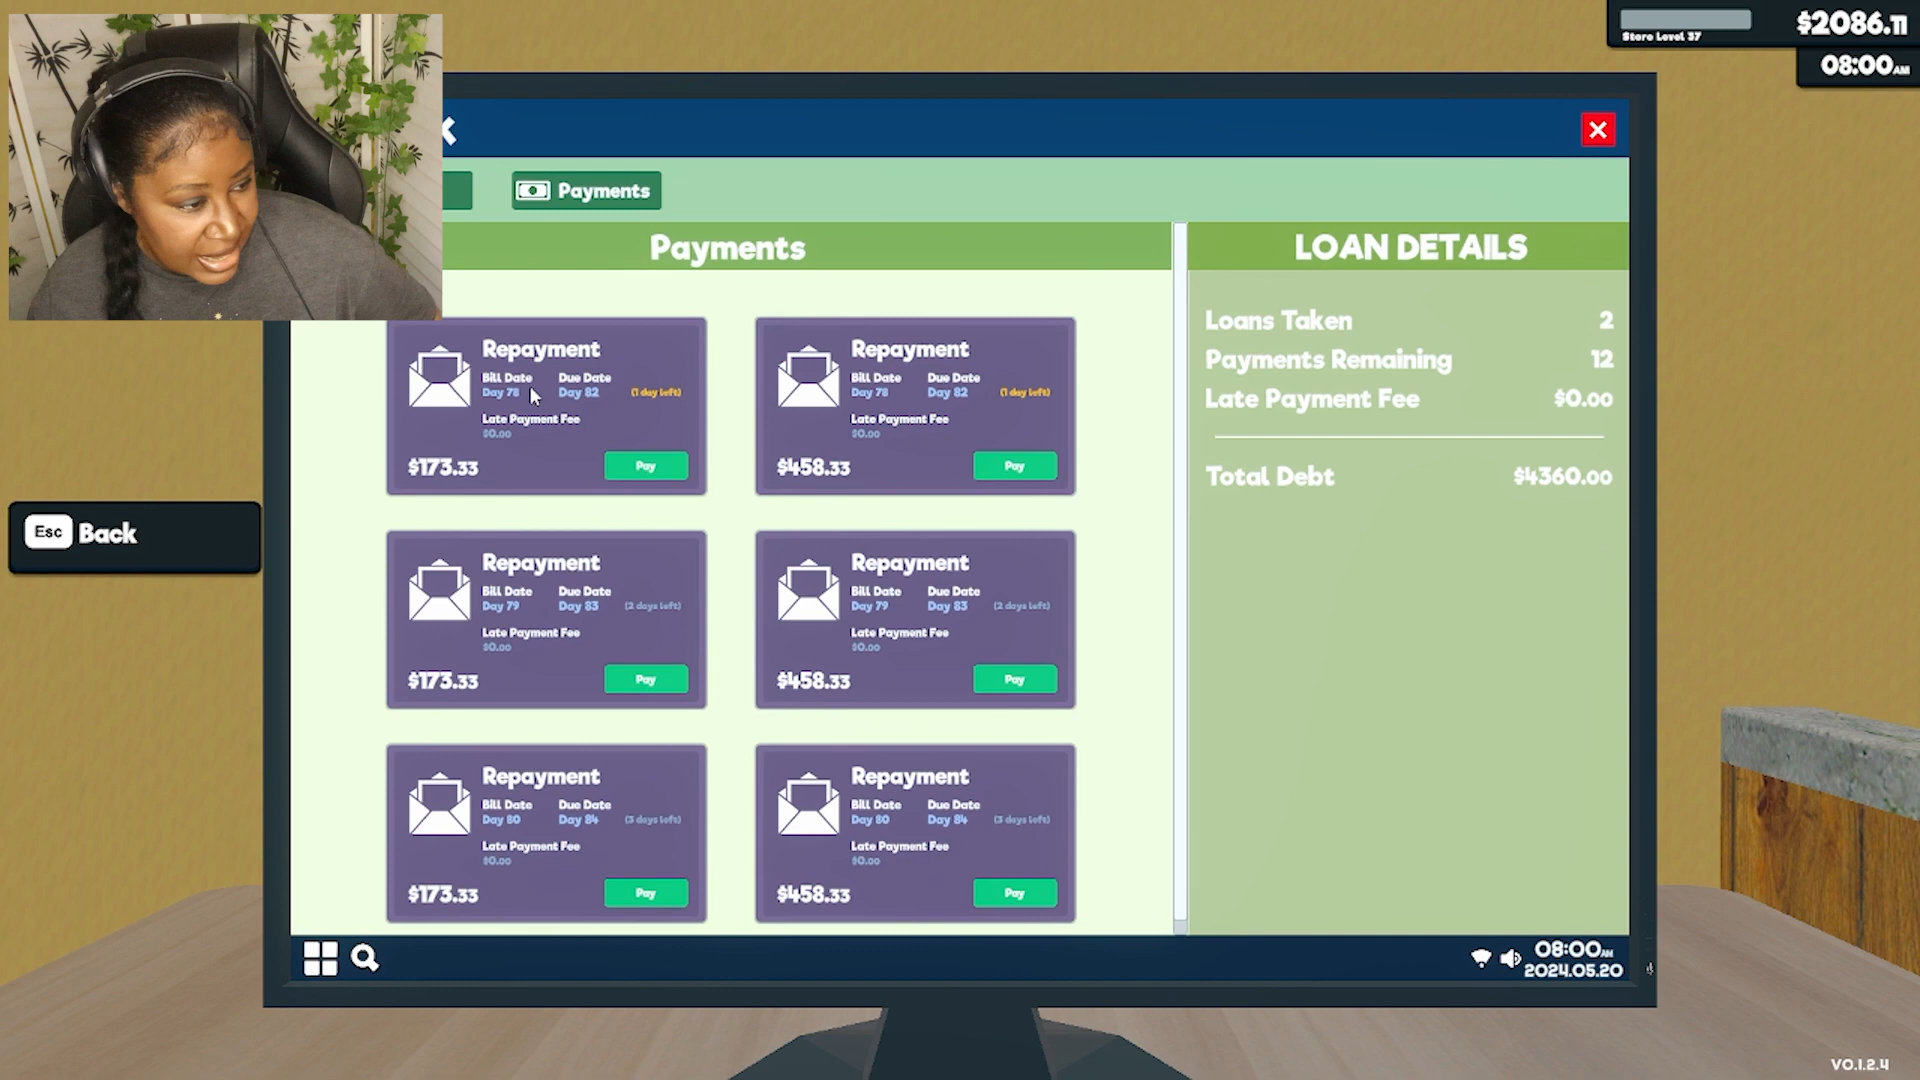 $2086.11
Store Level 37
08:00AM
Payments
Payments
LOAN DETAILS
Loans Taken 2
Payments Remaining 12
Late Payment Fee $0.00
Total Debt $4360.00
Repayment
Bill Date Due Date
Day 78 Day 82 (1 day left)
Late Payment Fee
$0.00
$173.33 Pay
Repayment
Bill Date Due Date
Day 78 Day 82 (1 day left)
Late Payment Fee
$0.00
$458.33 Pay
Esc Back
Repayment
Bill Date Due Date
Day 79 Day 83 (2 days left)
Late Payment Fee
$0.00
$173.33 Pay
Repayment
Bill Date Due Date
Day 79 Day 83 (2 days left)
Late Payment Fee
$0.00
$458.33 Pay
Repayment
Bill Date Due Date
Day 80 Day 84 (3 days left)
Late Payment Fee
$0.00
$173.33 Pay
Repayment
Bill Date Due Date
Day 80 Day 84 (3 days left)
Late Payment Fee
$0.00
$458.33 Pay
08:00AM
2024.05.20
V0.1.2.4